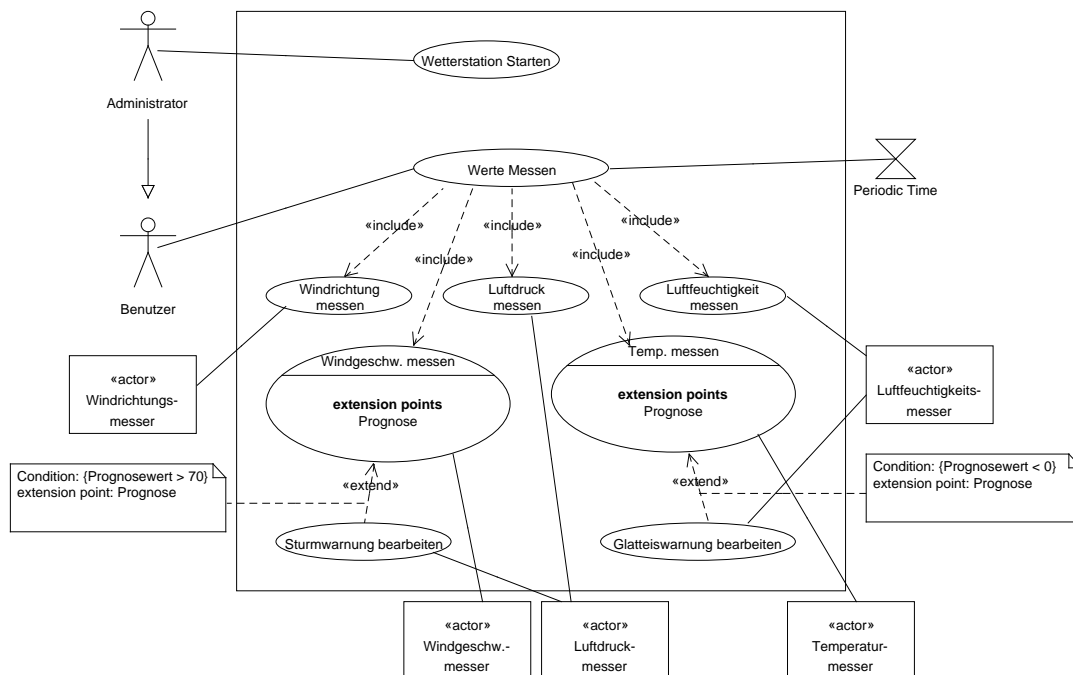 Wetterstation Starten
Administrator
Werte Messen
Periodic Time
«include»
«include»
«include»
«include»
«include»
Benutzer
Windrichtung
messen
Luftdruck
messen
Luftfeuchtigkeit
messen
«actor»
Windrichtungs-
messer
Windgeschw. messen
extension points
Prognose
Temp. messen
extension points
Prognose
«actor»
Luftfeuchtigkeits-
messer
Condition: {Prognosewert > 70}
extension point: Prognose
«extend»
«extend»
Condition: {Prognosewert < 0}
extension point: Prognose
Sturmwarnung bearbeiten
Glatteiswarnung bearbeiten
«actor»
Windgeschw.-
messer
«actor»
Luftdruck-
messer
«actor»
Temperatur-
messer